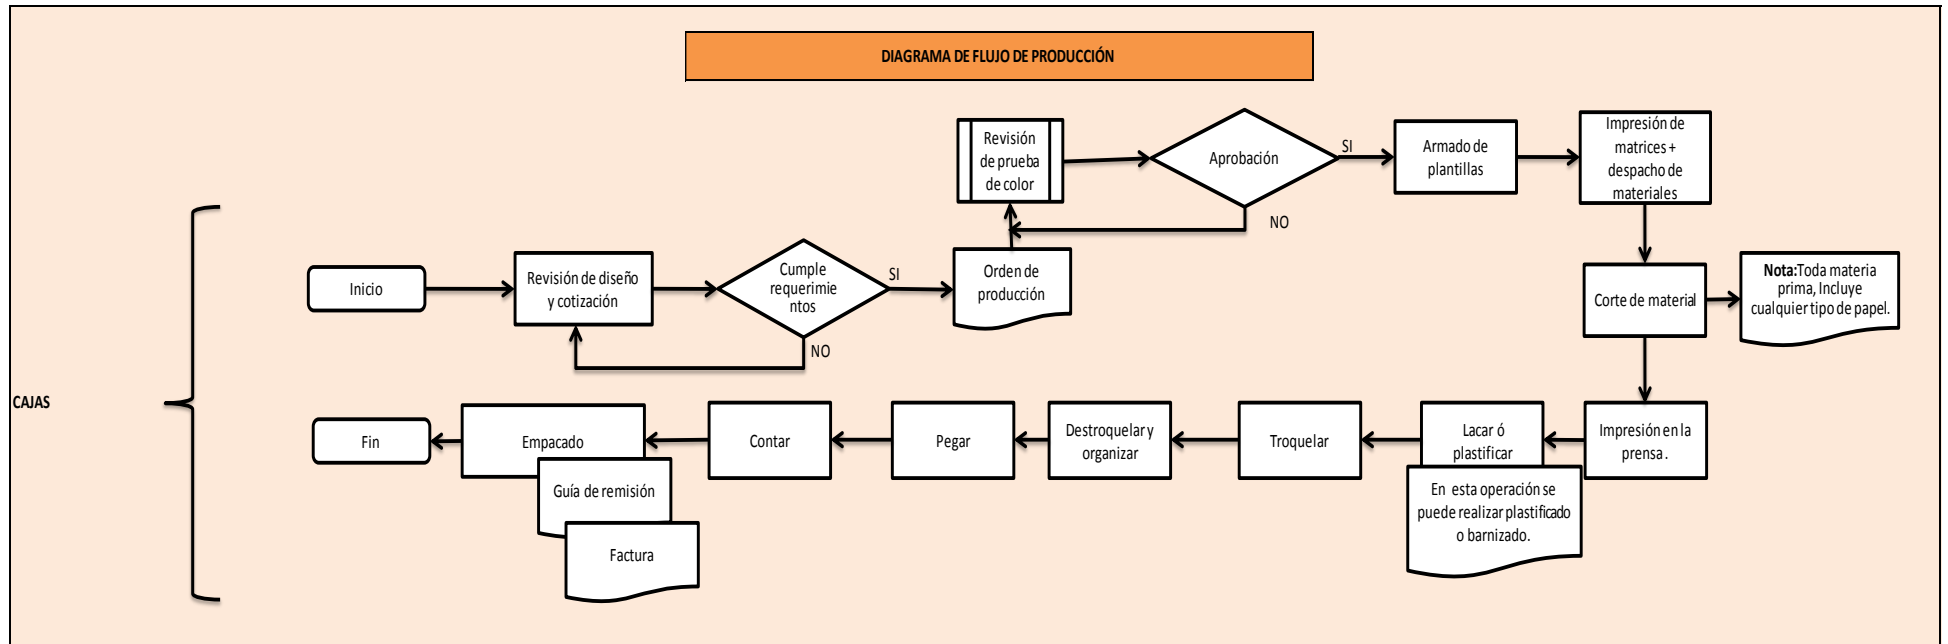 DIAGRAMA DE FLUJO DE PRODUCCIÓN
CAJAS
Inicio
Revisión de diseño
y cotización
Cumple
requerimie
ntos
SI
NO
Orden de
producción
Revisión
de prueba
de color
Aprobación
SI
NO
Armado de
plantillas
Impresión de
matrices +
despacho de
materiales
Corte de material
Nota:Toda materia
prima, Incluye
cualquier tipo de papel.
Impresión en la
prensa .
Lacar ó
plastificar
En esta operación se
puede realizar plastificado
o barnizado.
Troquelar
Destroquelar y
organizar
Pegar
Contar
Empacado
Guía de remisión
Factura
Fin